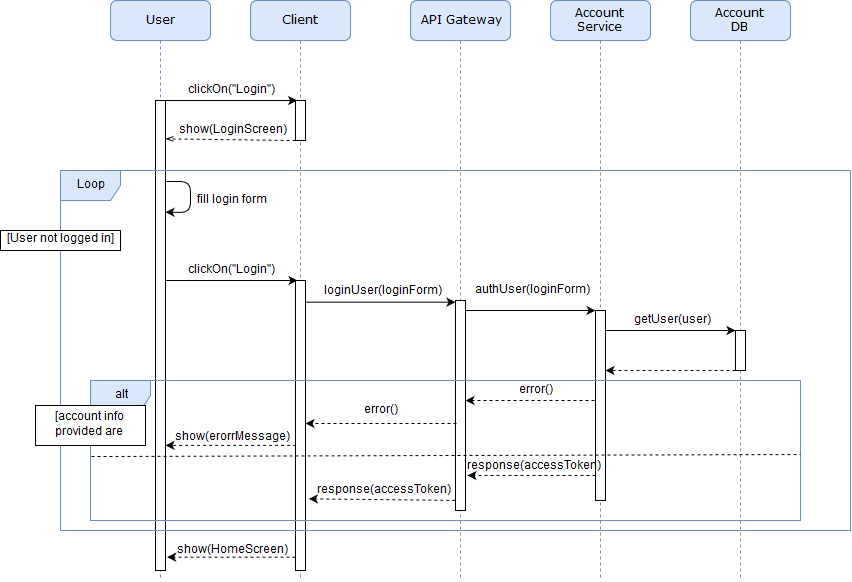 User
Client
API Gateway
Account
Service
Account
DB
clickOn("Login")
show(LoginScreen)
Loop
fill login form
[User not logged in]
clickOn("Login")
loginUser(loginForm)
authUser(loginForm)
getUser(user)
alt
error()
error()
[account info
provided are
show(erorrMessage)
response(accessToken)
response(accessToken)
show(HomeScreen)